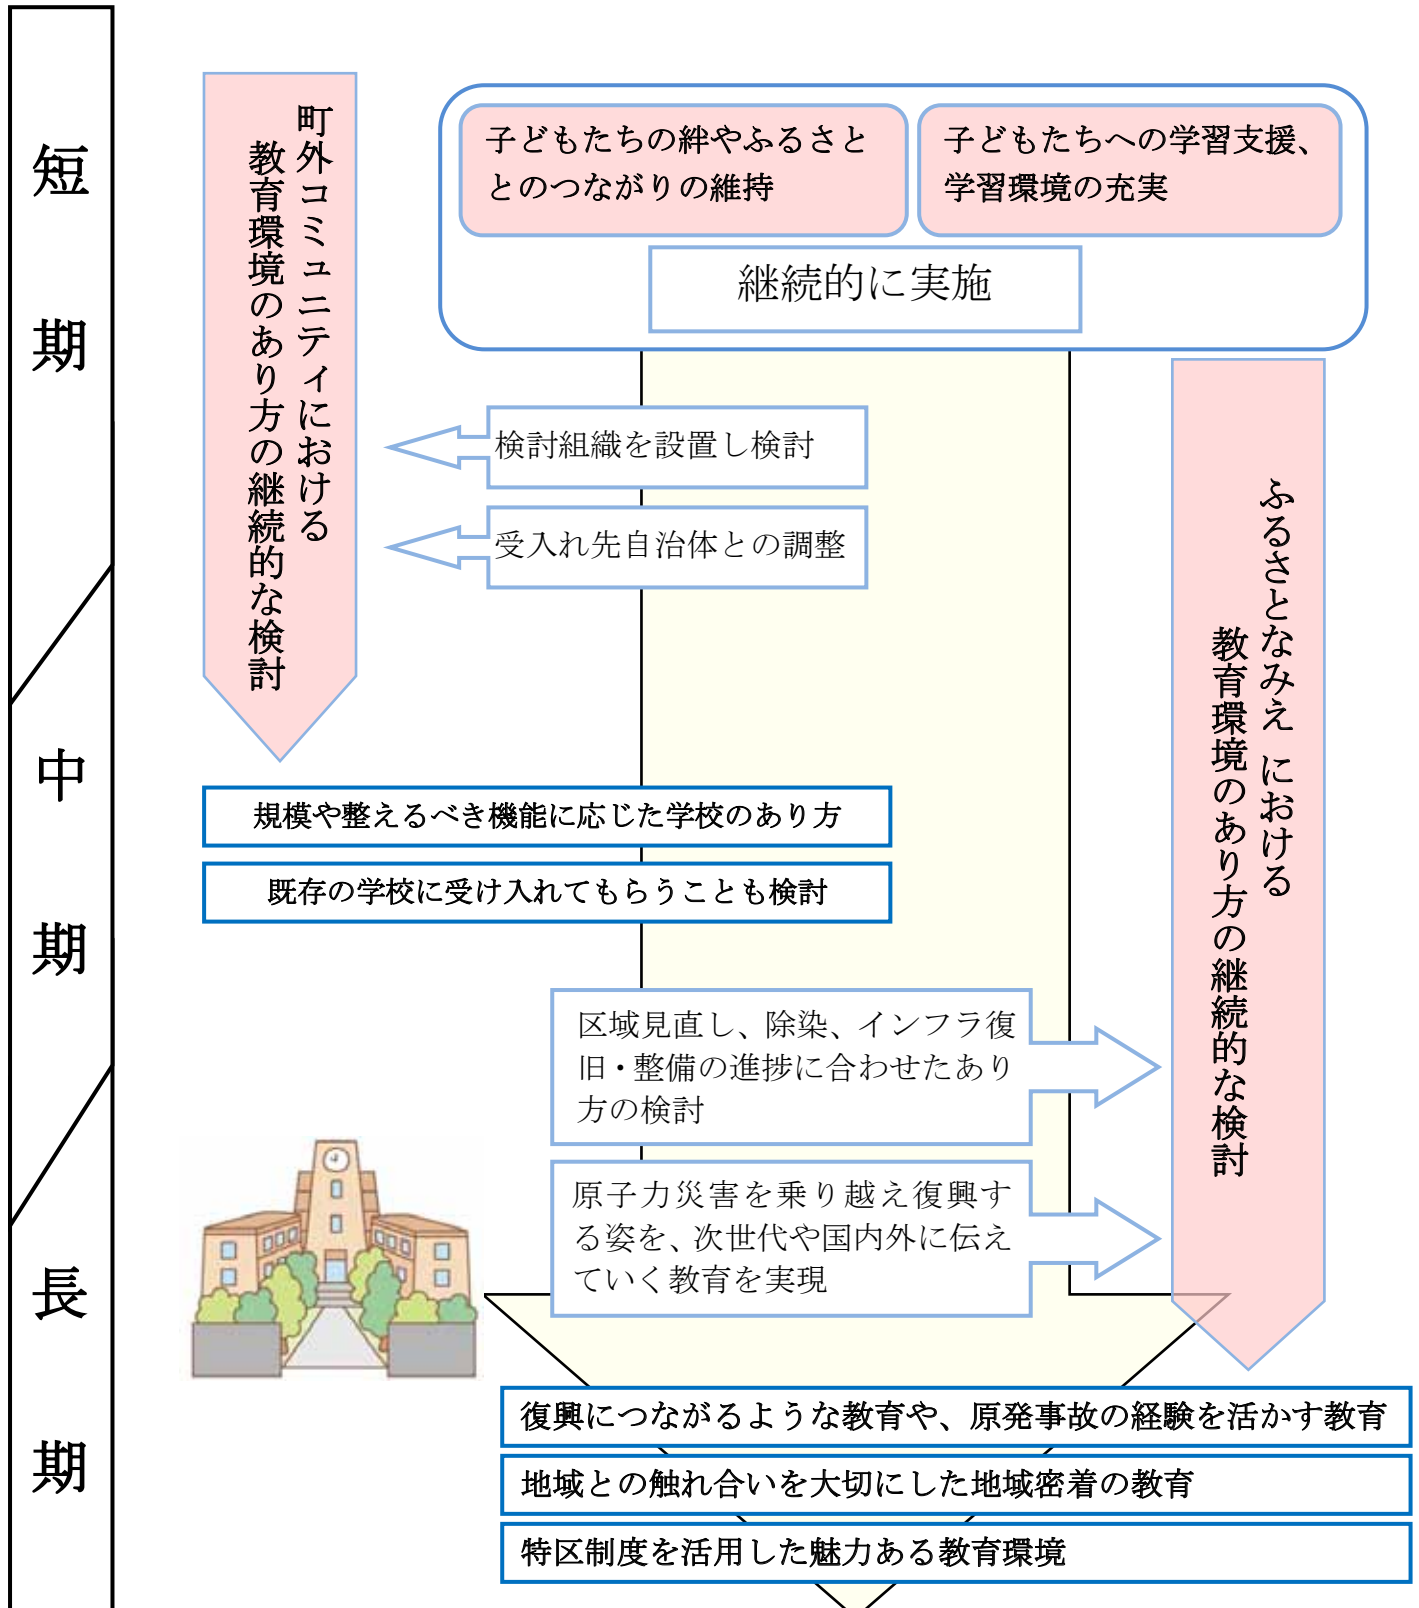 短
期
中
期
長
期
町外コミュニティにおける
教育環境のあり方の継続的な検討
子どもたちの絆やふるさと
とのつながりの維持
子どもたちへの学習支援、
学習環境の充実
継続的に実施
検討組織を設置し検討
受入れ先自治体との調整
ふるさとなみえ における
教育環境のあり方の継続的な検討
規模や整えるべき機能に応じた学校のあり方
既存の学校に受け入れてもらうことも検討
区域見直し、除染、インフラ復
旧・整備の進捗に合わせたあり
方の検討
原子力災害を乗り越え復興す
る姿を、次世代や国内外に伝え
ていく教育を実現
復興につながるような教育や、原発事故の経験を活かす教育
地域との触れ合いを大切にした地域密着の教育
特区制度を活用した魅力ある教育環境